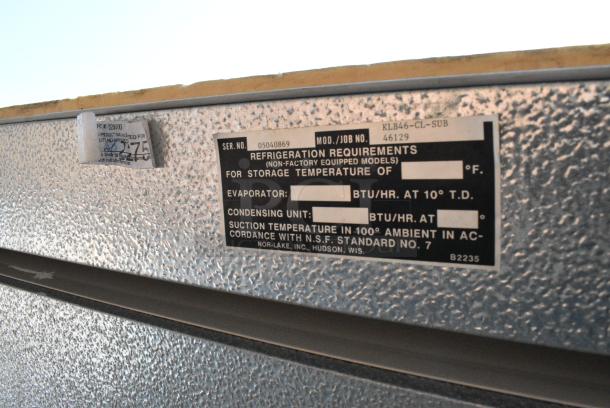 275
KLB46-CL-SUB
SER. NO. 05040869 MOD./JOB NO. 46129
REFRIGERATION REQUIREMENTS
(NON-FACTORY EQUIPPED MODELS)
FOR STORAGE TEMPERATURE OF °F.
EVAPORATOR: BTU/HR. AT 10° T.D.
CONDENSING UNIT: BTU/HR. AT °
SUCTION TEMPERATURE IN 100° AMBIENT IN AC-
CORDANCE WITH N.S.F. STANDARD NO. 7
NOR-LAKE, INC., HUDSON, WIS.
B2235